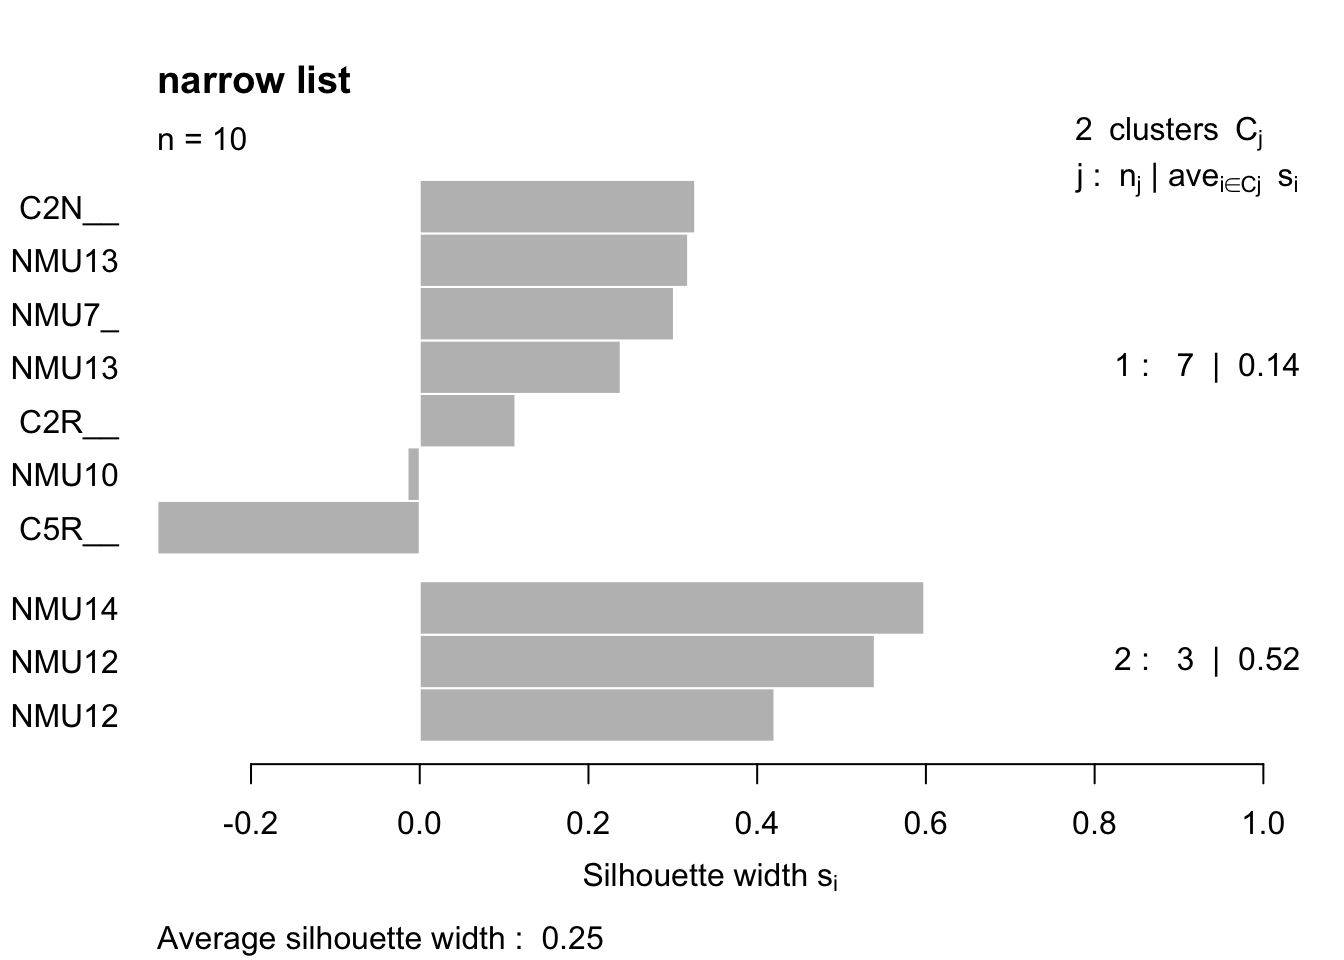 narrow list
n = 10
2 clusters Cj
j : nj | avei∈Cj si
C2N__
NMU13
NMU7_
NMU13
1 : 7 | 0.14
C2R__
NMU10
C5R__
NMU14
NMU12
2 : 3 | 0.52
NMU12
-0.2 0.0 0.2 0.4 0.6 0.8 1.0
Silhouette width si
Average silhouette width : 0.25